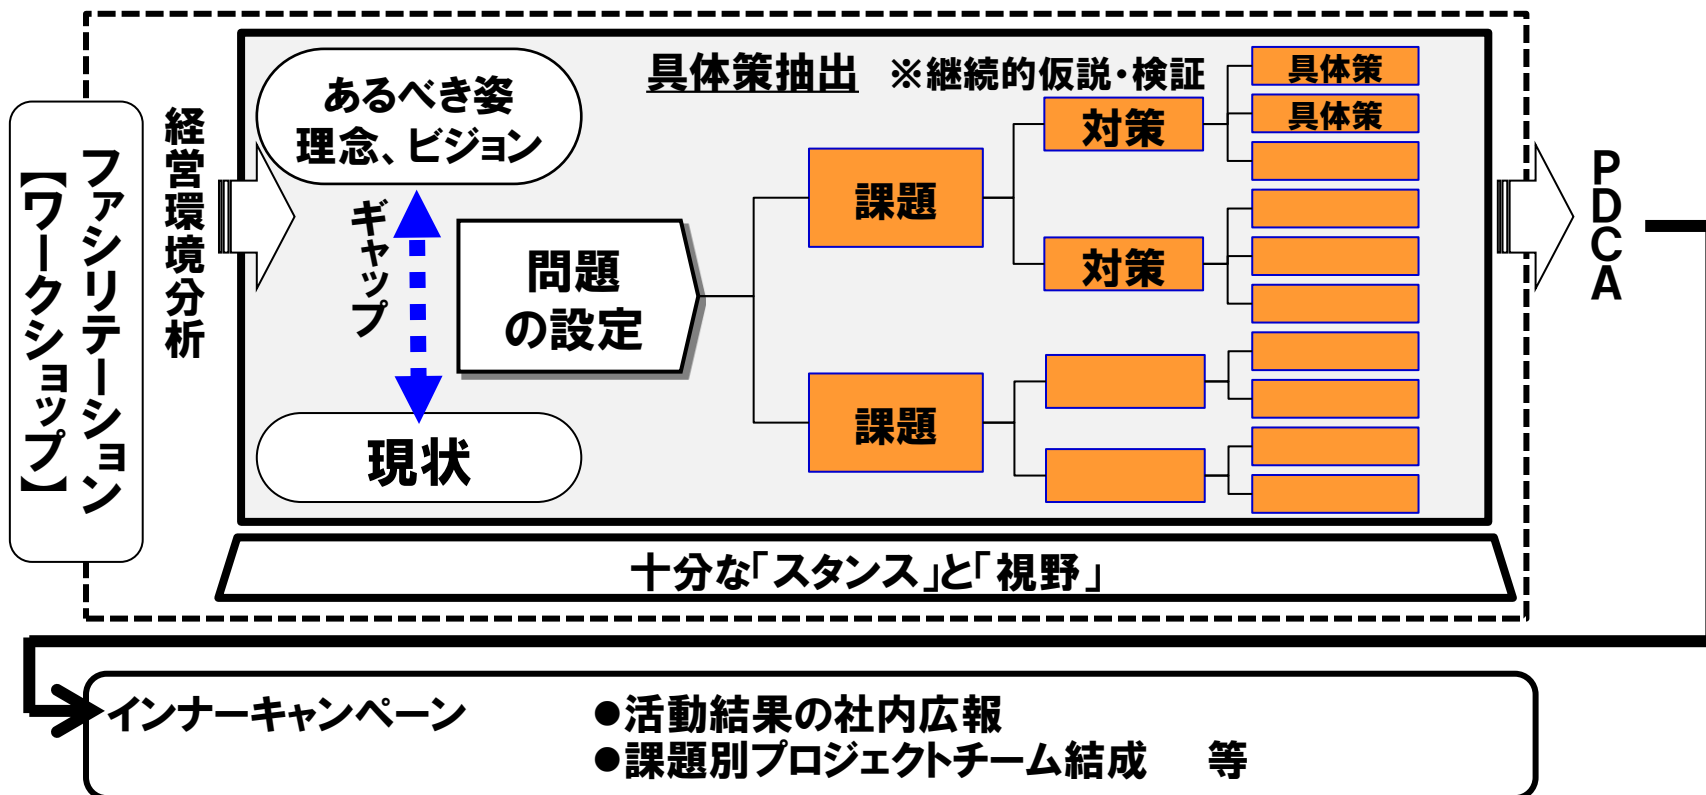 ファシリテーション
【ワークショップ】
経営環境分析
あるべき姿
理念、ビジョン
ギャップ
現状
問題
の設定
具体策抽出 ※継続的仮説・検証
課題
課題
対策
対策
具体策
具体策
十分な「スタンス」と「視野」
PDCA
インナーキャンペーン
●活動結果の社内広報
●課題別プロジェクトチーム結成 等